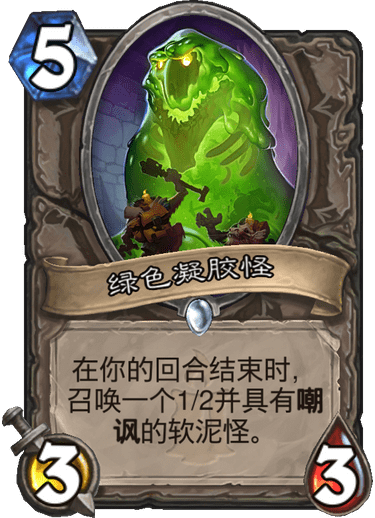 5
绿色凝胶怪
在你的回合结束时，
召唤一个1/2并具有嘲
讽的软泥怪。
3
3